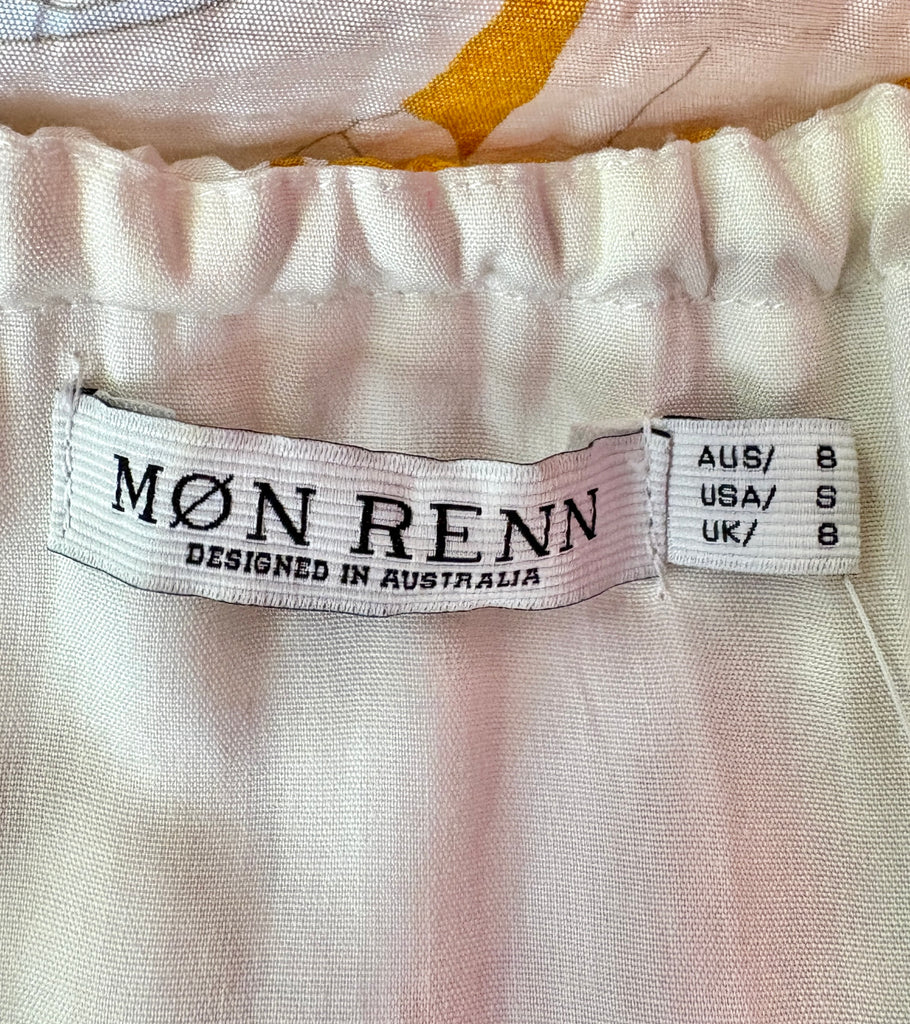 MØN RENN
DESIGNED IN AUSTRALIA
AUS/ 8
USA/ S
UK/ 8